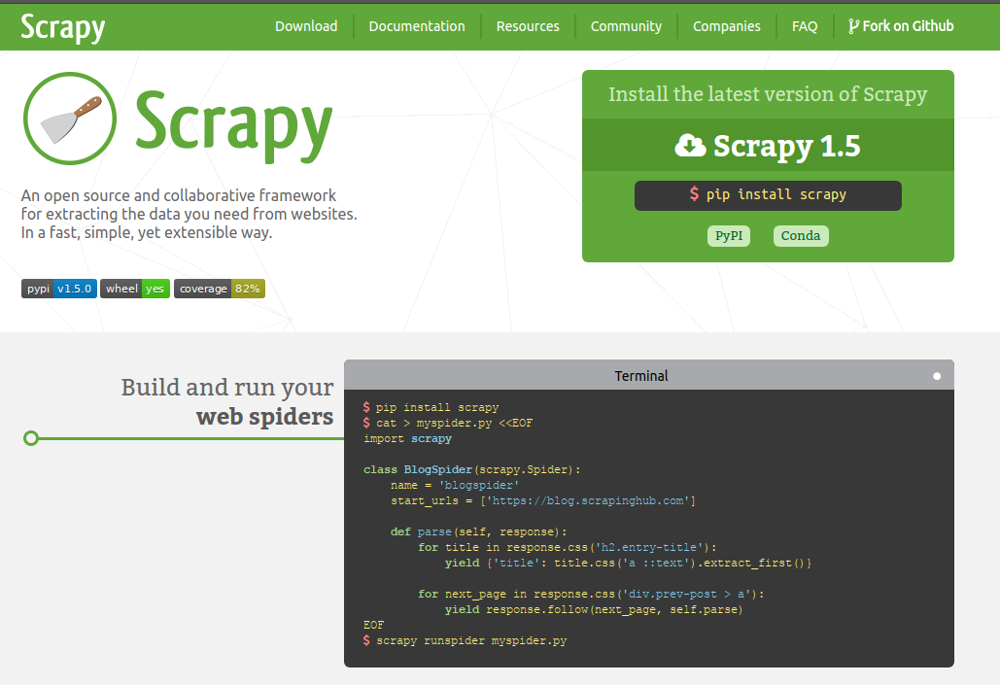 Scrapy Download Documentation Resources Community Companies FAQ Fork on Github
Scrapy
An open source and collaborative framework
for extracting the data you need from websites.
In a fast, simple, yet extensible way.
pypi v1.5.0 wheel yes coverage 82%
Install the latest version of Scrapy
Scrapy 1.5
$ pip install scrapy
PyPI Conda
Build and run your
web spiders
Terminal
$ pip install scrapy
$ cat > myspider.py <<EOF
import scrapy
class BlogSpider(scrapy.Spider):
    name = 'blogspider'
    start_urls = ['https://blog.scrapinghub.com']
    def parse(self, response):
        for title in response.css('h2.entry-title'):
            yield {'title': title.css('a ::text').extract_first()}
        for next_page in response.css('div.prev-post > a'):
            yield response.follow(next_page, self.parse)
EOF
$ scrapy runspider myspider.py